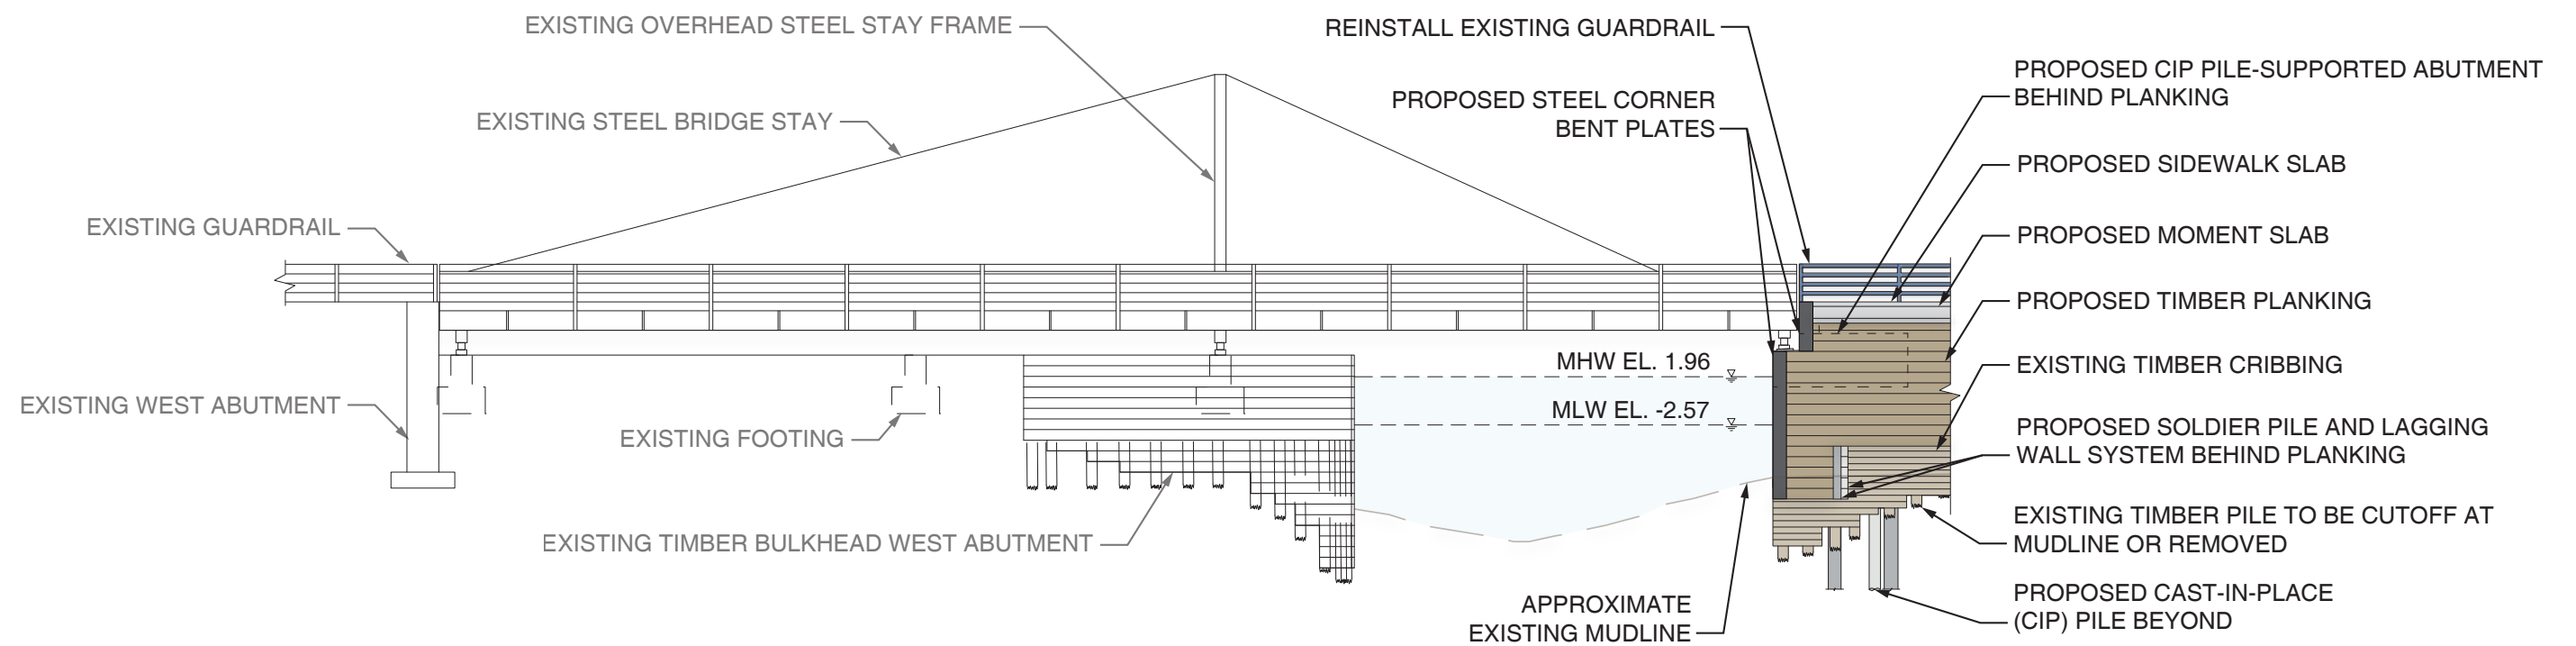 EXISTING OVERHEAD STEEL STAY FRAME
EXISTING STEEL BRIDGE STAY
EXISTING GUARDRAIL
EXISTING WEST ABUTMENT
EXISTING FOOTING
EXISTING TIMBER BULKHEAD WEST ABUTMENT
REINSTALL EXISTING GUARDRAIL
PROPOSED STEEL CORNER
BENT PLATES
MHW EL. 1.96
MLW EL. -2.57
APPROXIMATE
EXISTING MUDLINE
PROPOSED CIP PILE-SUPPORTED ABUTMENT
BEHIND PLANKING
PROPOSED SIDEWALK SLAB
PROPOSED MOMENT SLAB
PROPOSED TIMBER PLANKING
EXISTING TIMBER CRIBBING
PROPOSED SOLDIER PILE AND LAGGING
WALL SYSTEM BEHIND PLANKING
EXISTING TIMBER PILE TO BE CUTOFF AT
MUDLINE OR REMOVED
PROPOSED CAST-IN-PLACE
(CIP) PILE BEYOND